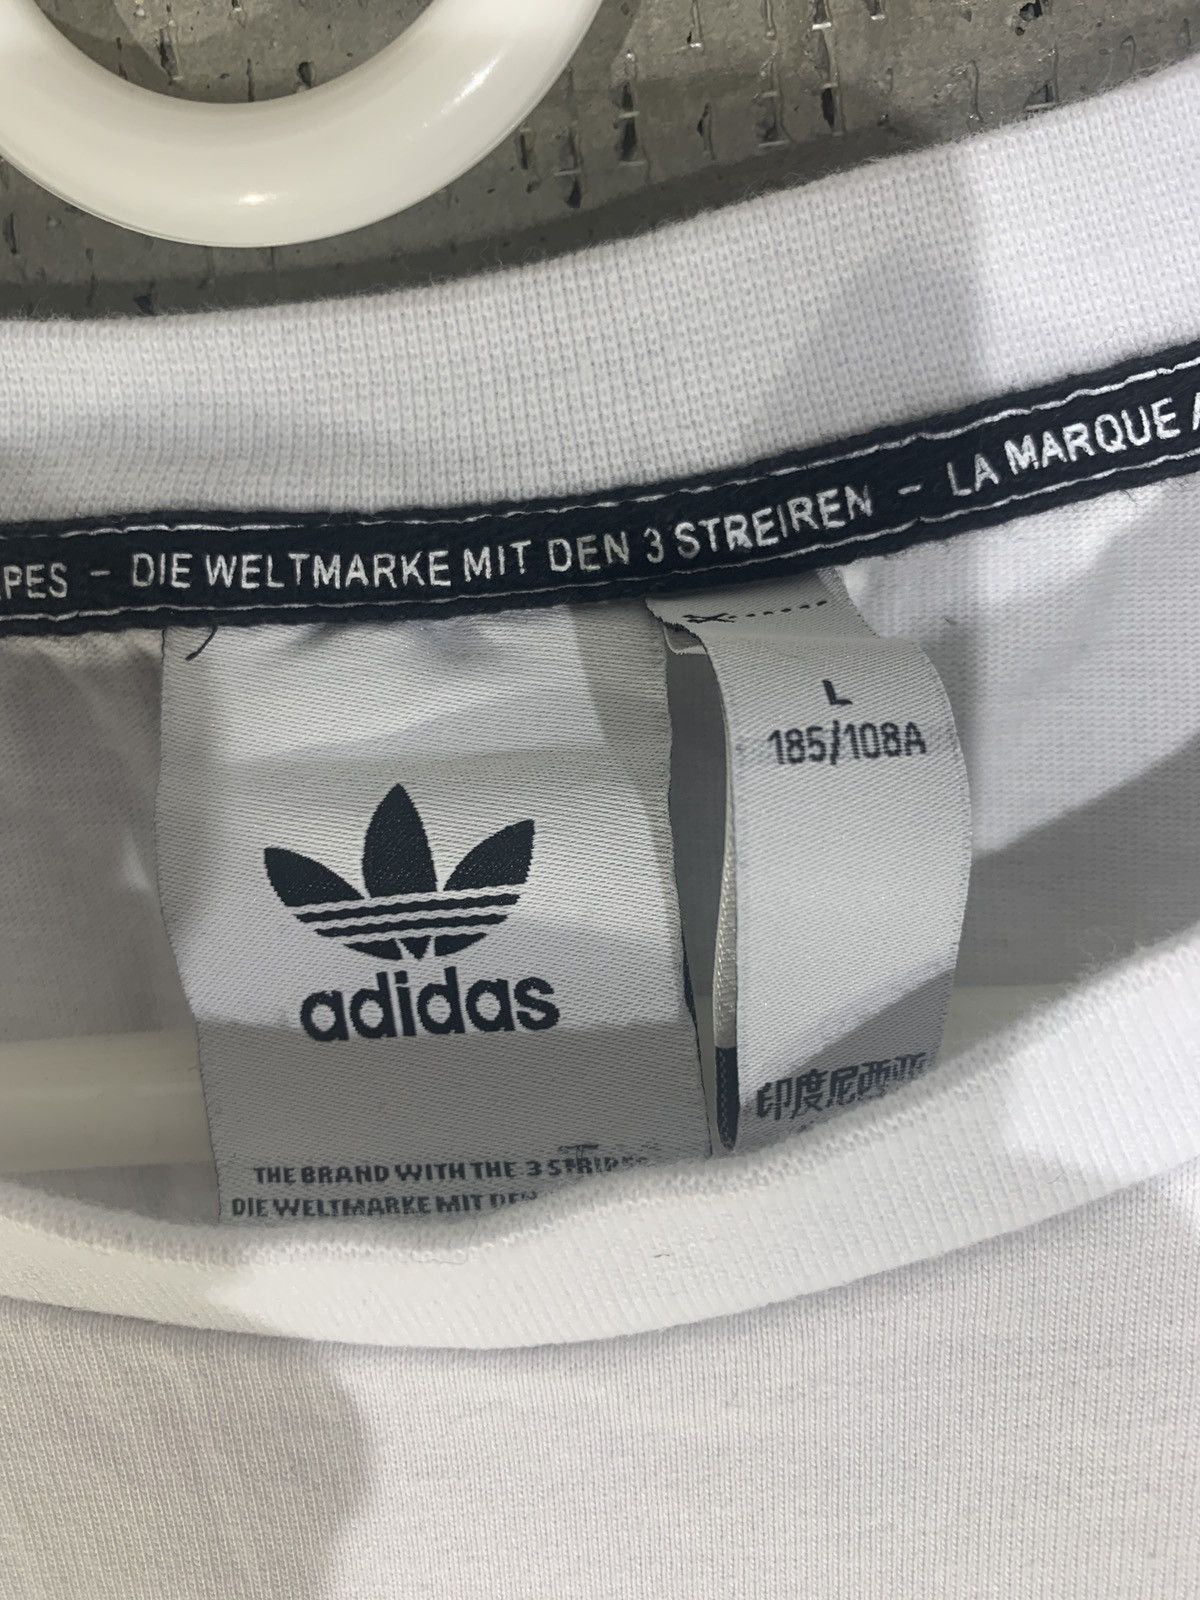 PES - DIE WELTMARKE MIT DEN 3 STREIREN - LA MARQUE
L
185/108A
adidas
印度尼西亚
THE BRAND WITH THE 3 STRIPES
DIE WELTMARKE MIT DEN